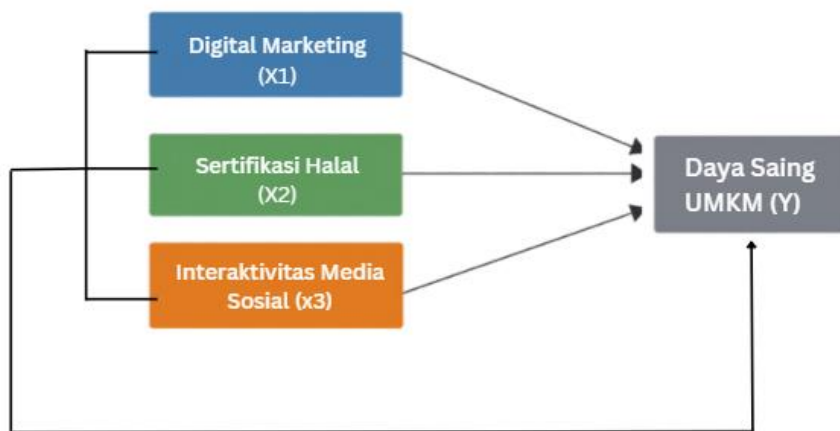 Digital Marketing
(X1)
Sertifikasi Halal
(X2)
Interaktivitas Media
Sosial (x3)
Daya Saing
UMKM (Y)